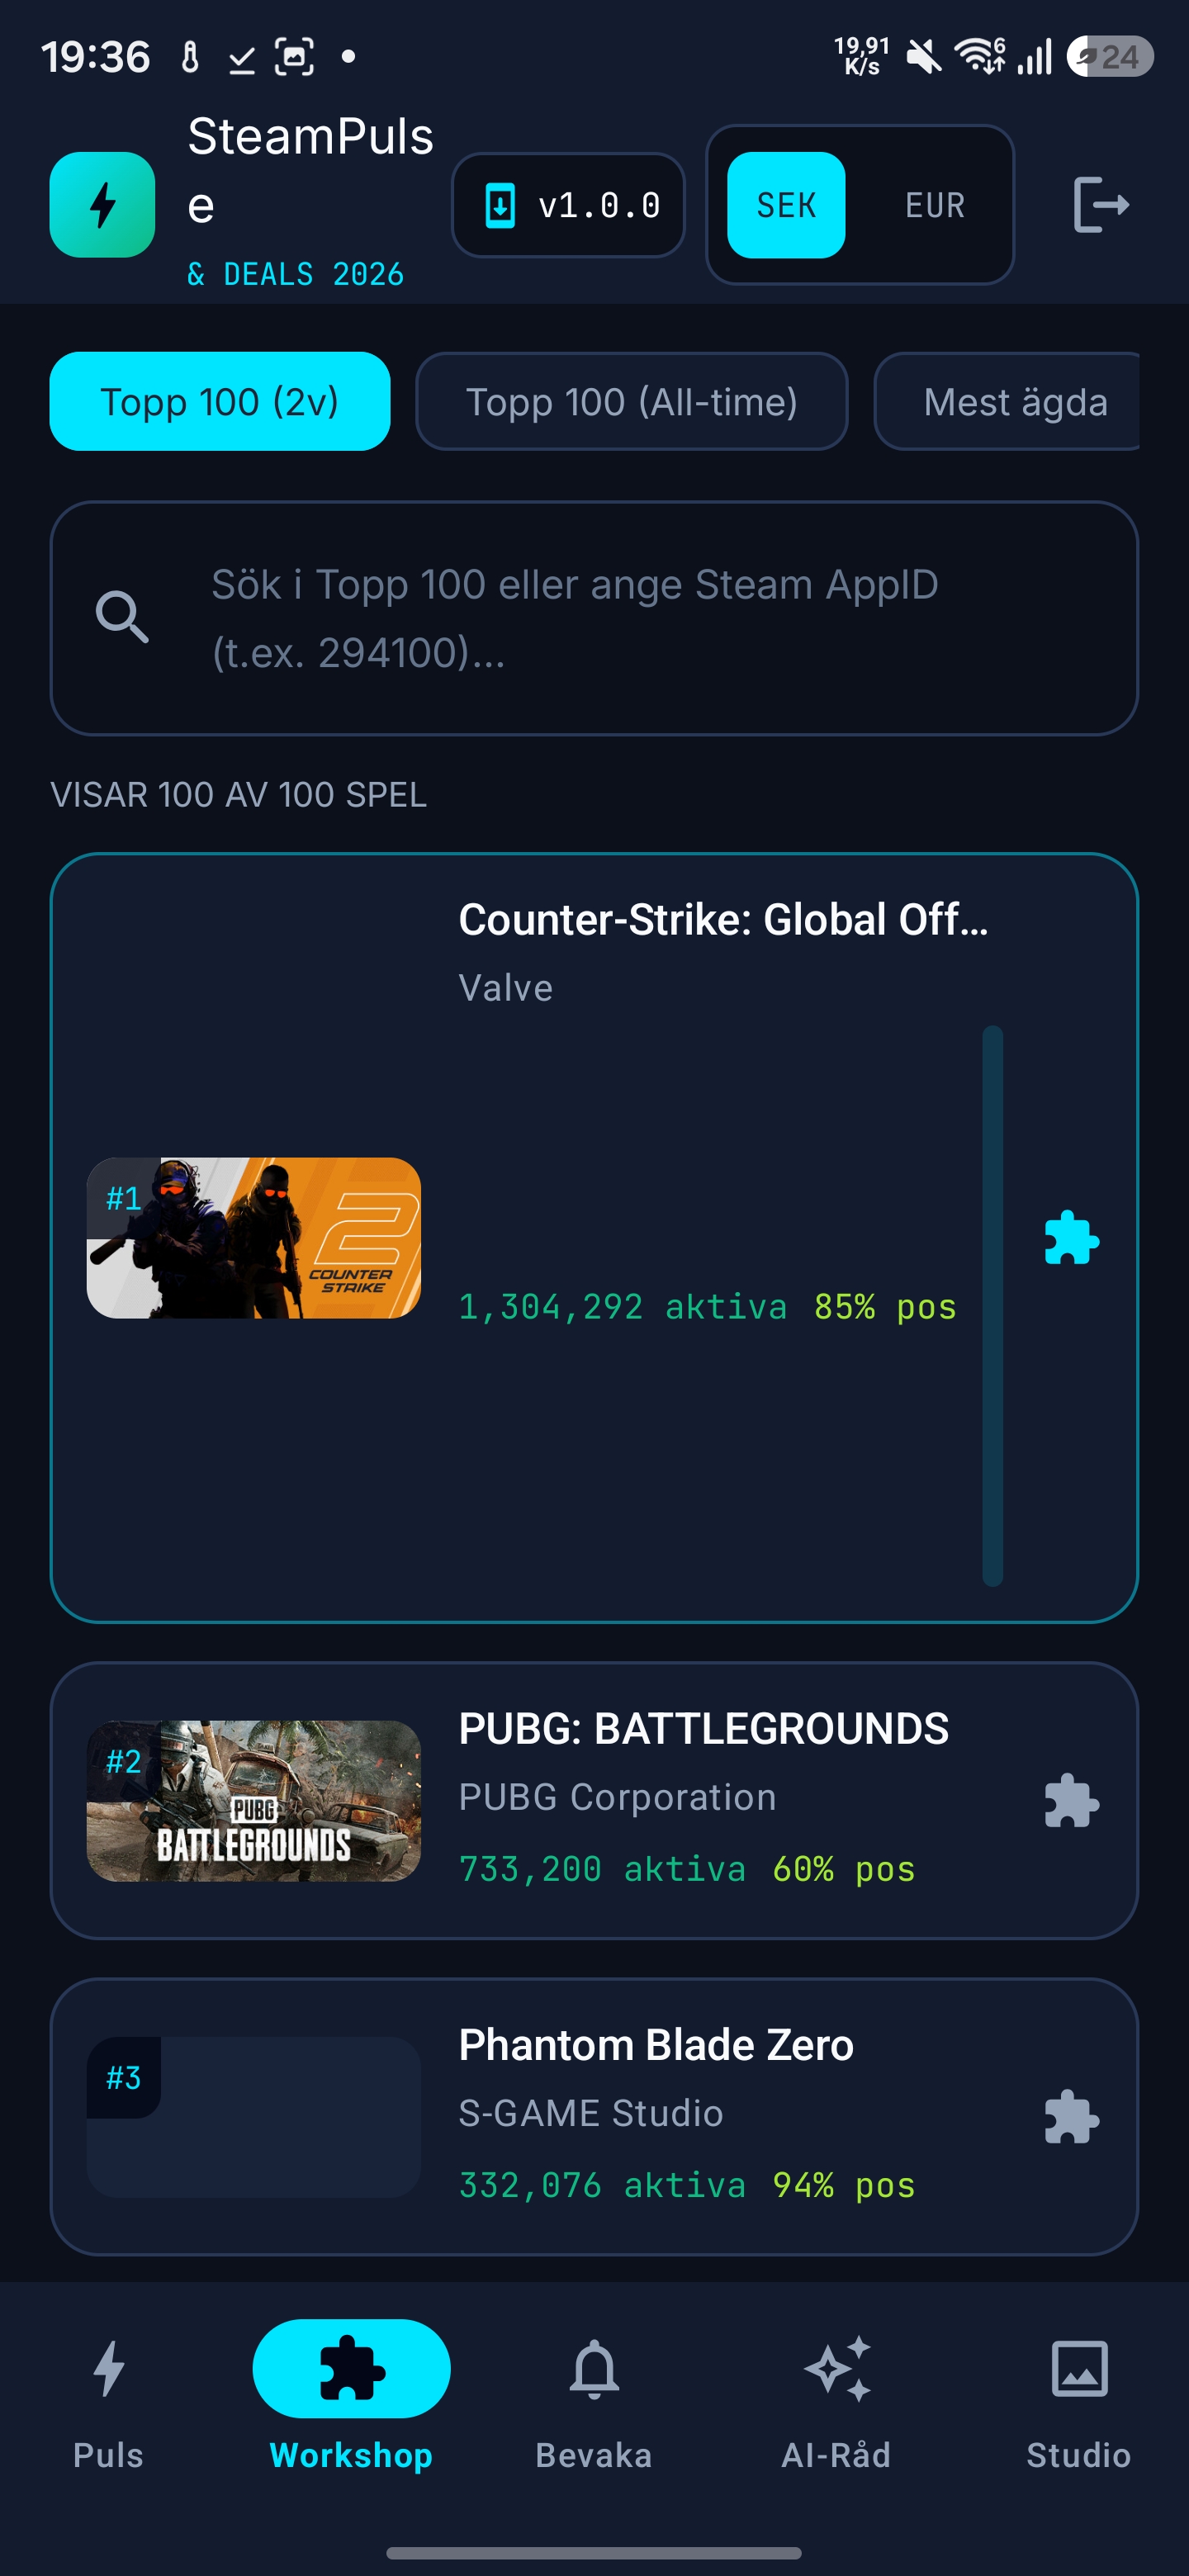 19:36
19,91
K/s
6
24
SteamPuls
e
& DEALS 2026
v1.0.0
SEK
EUR
Topp 100 (2v)
Topp 100 (All-time)
Mest ägda
Sök i Topp 100 eller ange Steam AppID
(t.ex. 294100)...
VISAR 100 AV 100 SPEL
Counter-Strike: Global Off...
Valve
#1
2
COUNTER
STRIKE
1,304,292 aktiva 85% pos
PUBG: BATTLEGROUNDS
#2
PUBG Corporation
PUBG
BATTLEGROUNDS
733,200 aktiva 60% pos
Phantom Blade Zero
#3
S-GAME Studio
332,076 aktiva 94% pos
Puls
Workshop
Bevaka
AI-Råd
Studio